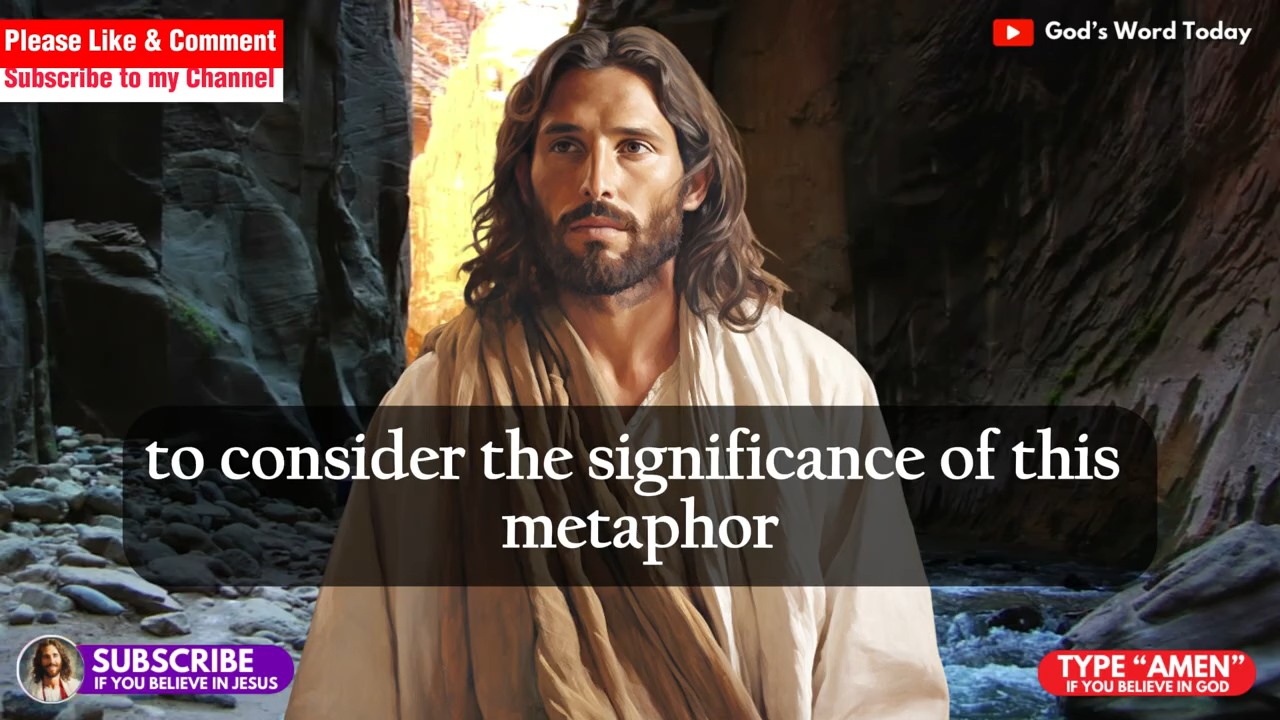 Please Like & Comment
Subscribe to my Channel
God's Word Today
to consider the significance of this
metaphor
SUBSCRIBE
IF YOU BELIEVE IN JESUS
TYPE “AMEN”
IF YOU BELIEVE IN GOD